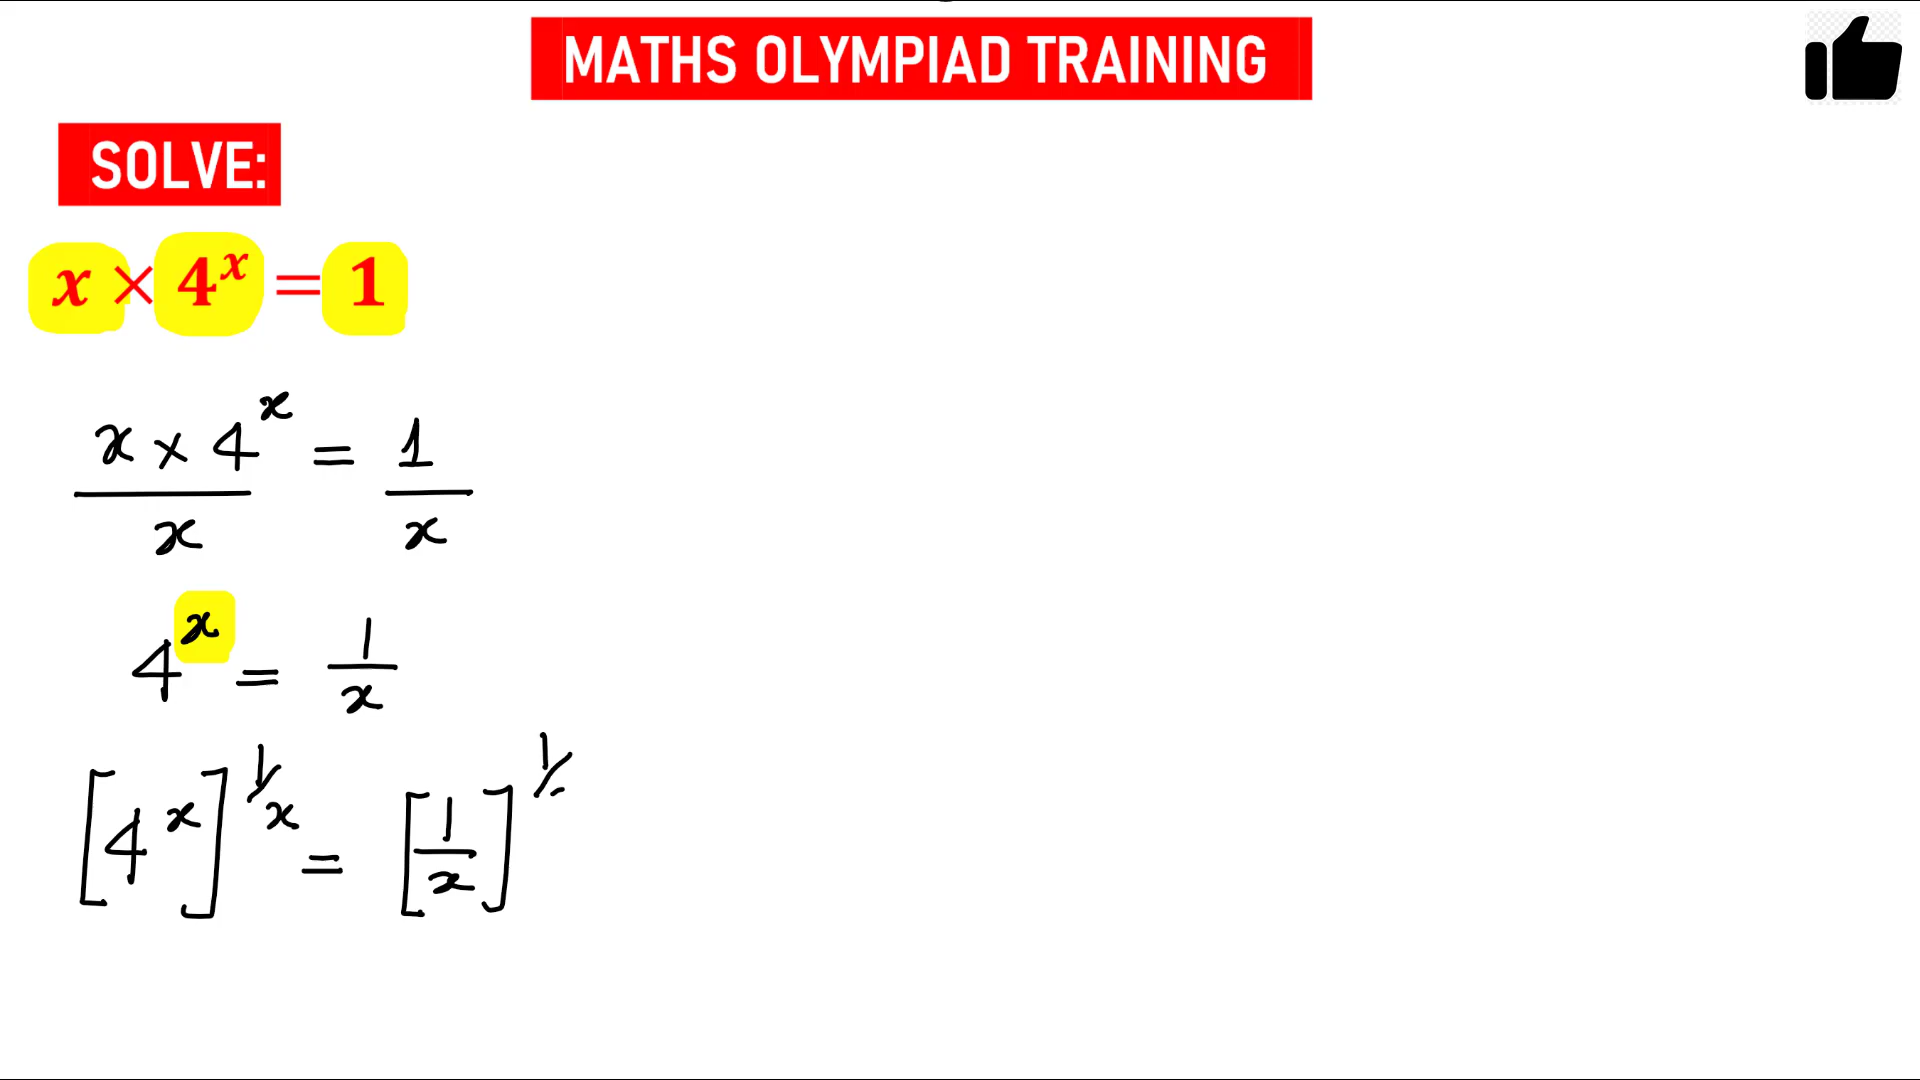 MATHS OLYMPIAD TRAINING
SOLVE:
x × 4^x = 1
(x × 4^x)/x = 1/x
4^x = 1/x
[4^x]^(1/x) = [1/x]^(1/